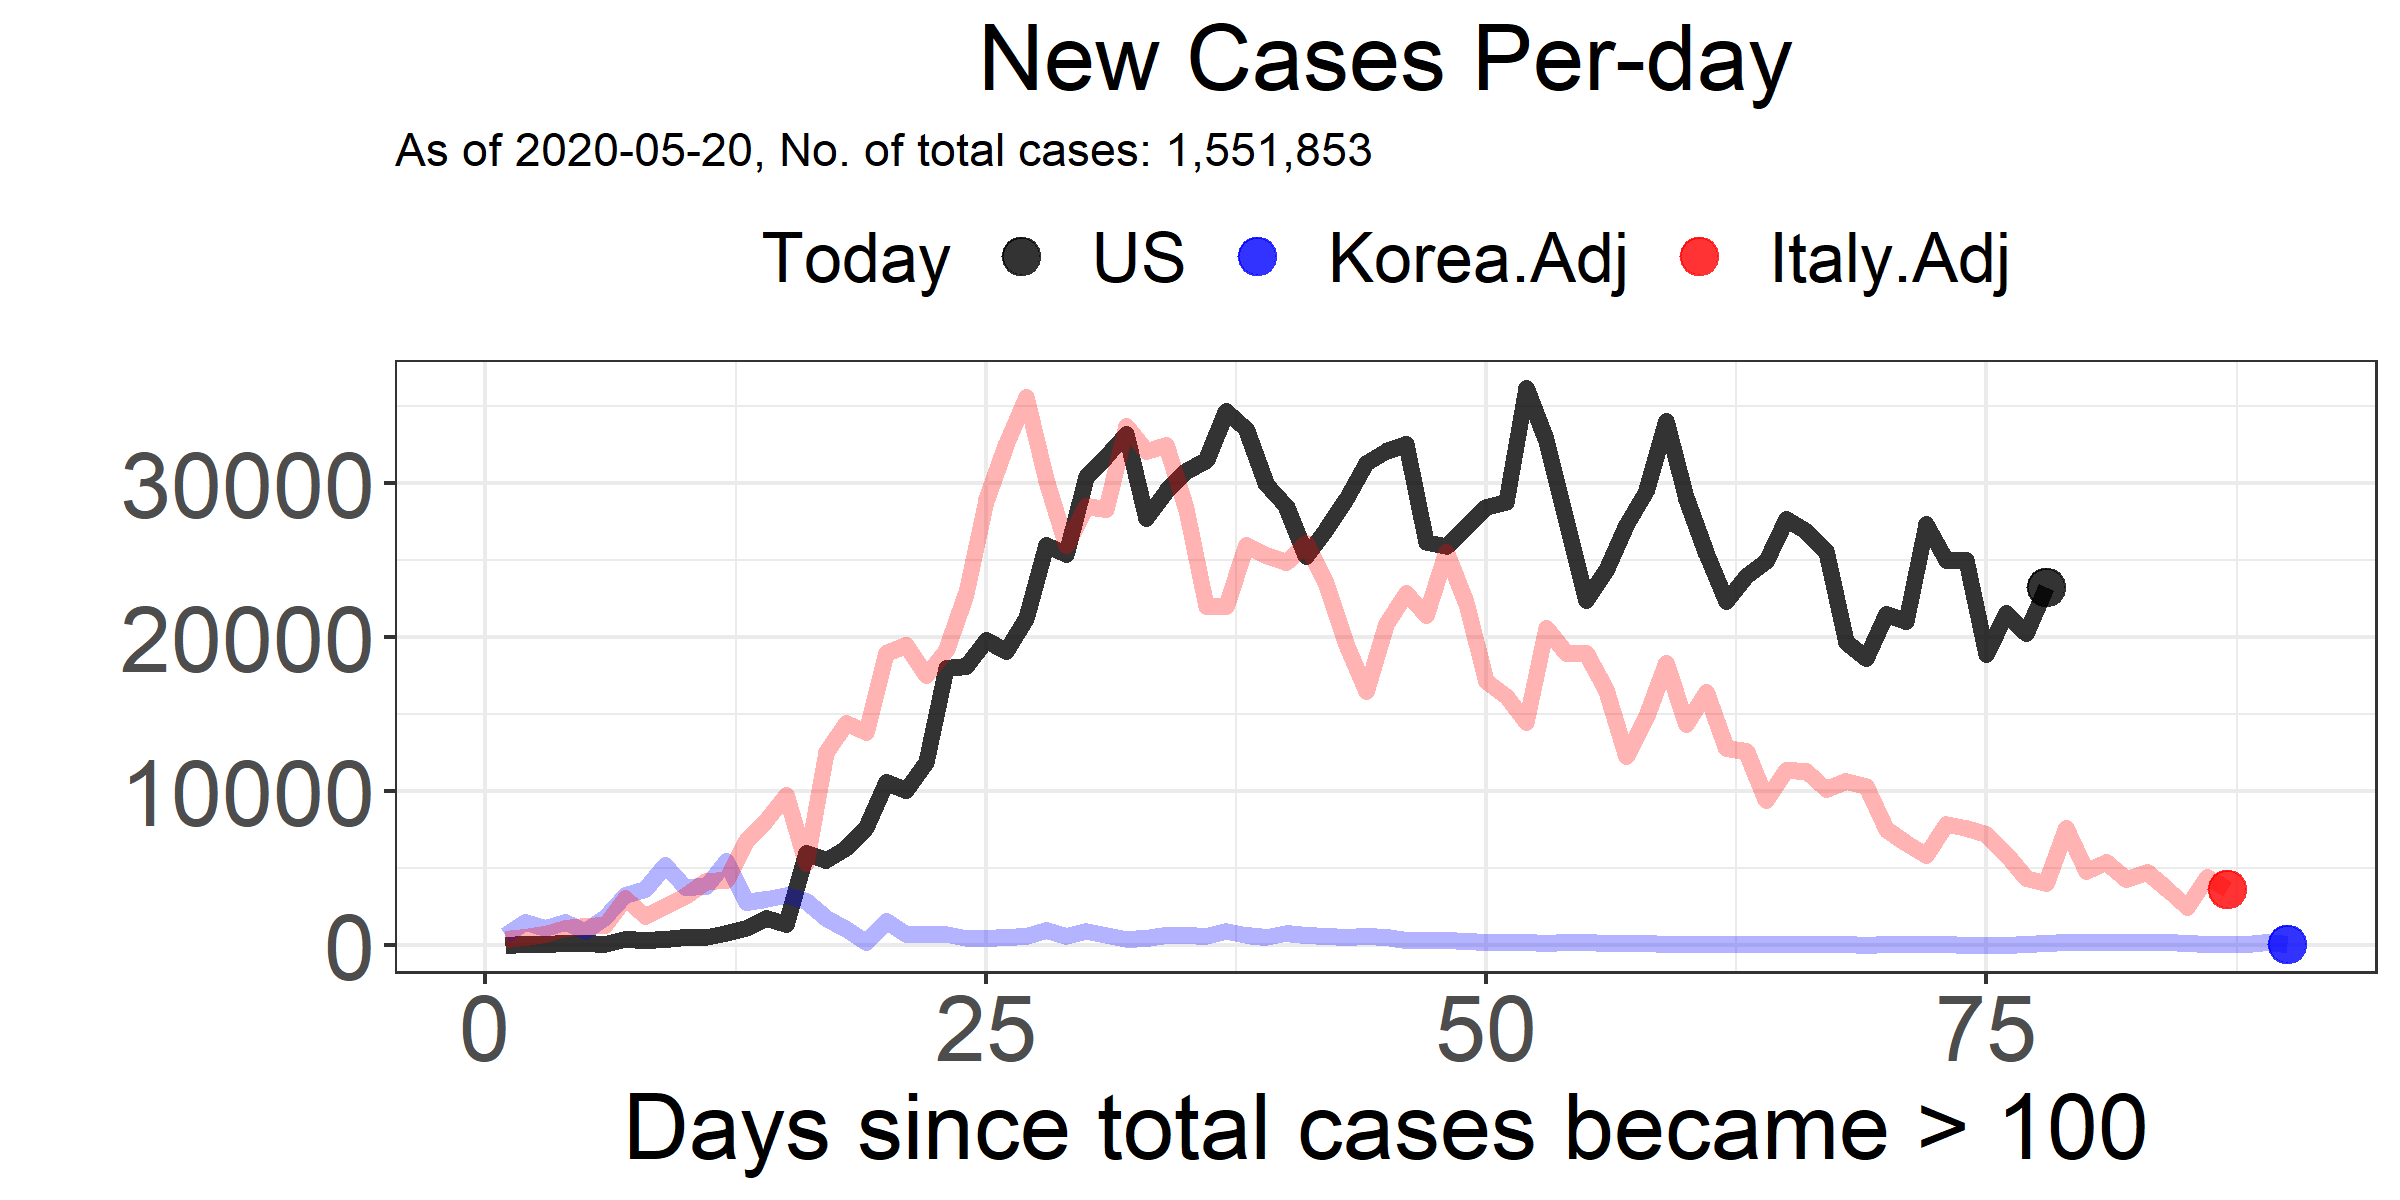 New Cases Per-day
As of 2020-05-20, No. of total cases: 1,551,853
Today US Korea.Adj Italy.Adj
30000
20000
10000
0
0 25 50 75
Days since total cases became > 100